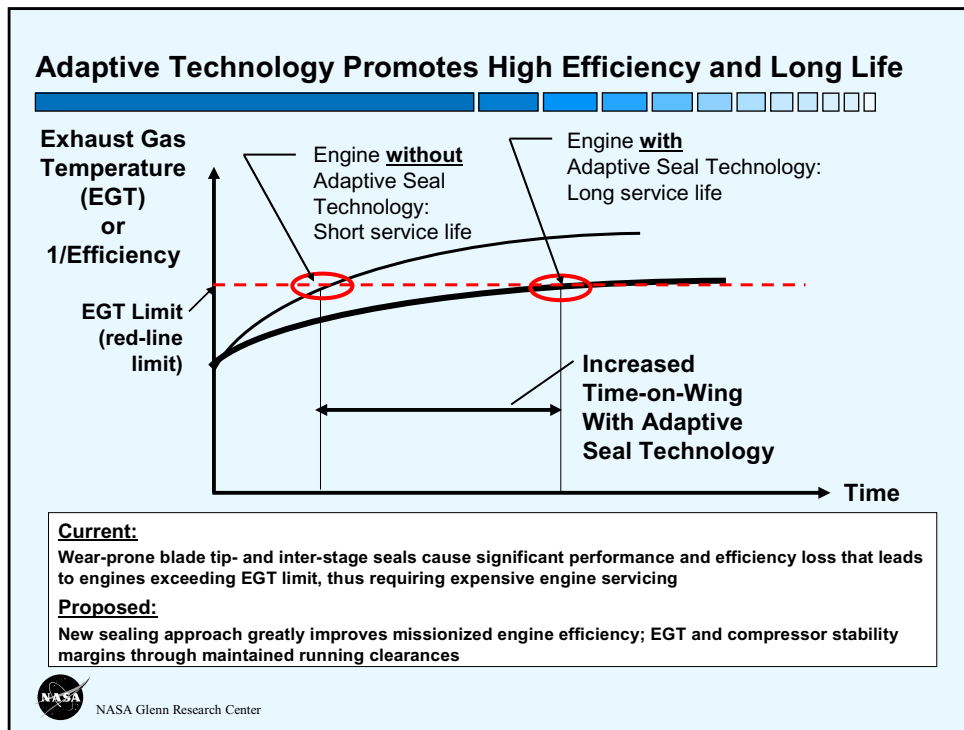 Adaptive Technology Promotes High Efficiency and Long Life
Exhaust Gas
Temperature
(EGT)
or
1/Efficiency
Engine without
Adaptive Seal
Technology:
Short service life
Engine with
Adaptive Seal Technology:
Long service life
EGT Limit
(red-line
limit)
Increased
Time-on-Wing
With Adaptive
Seal Technology
Time
Current:
Wear-prone blade tip- and inter-stage seals cause significant performance and efficiency loss that leads
to engines exceeding EGT limit, thus requiring expensive engine servicing
Proposed:
New sealing approach greatly improves missionized engine efficiency; EGT and compressor stability
margins through maintained running clearances
NASA
NASA Glenn Research Center